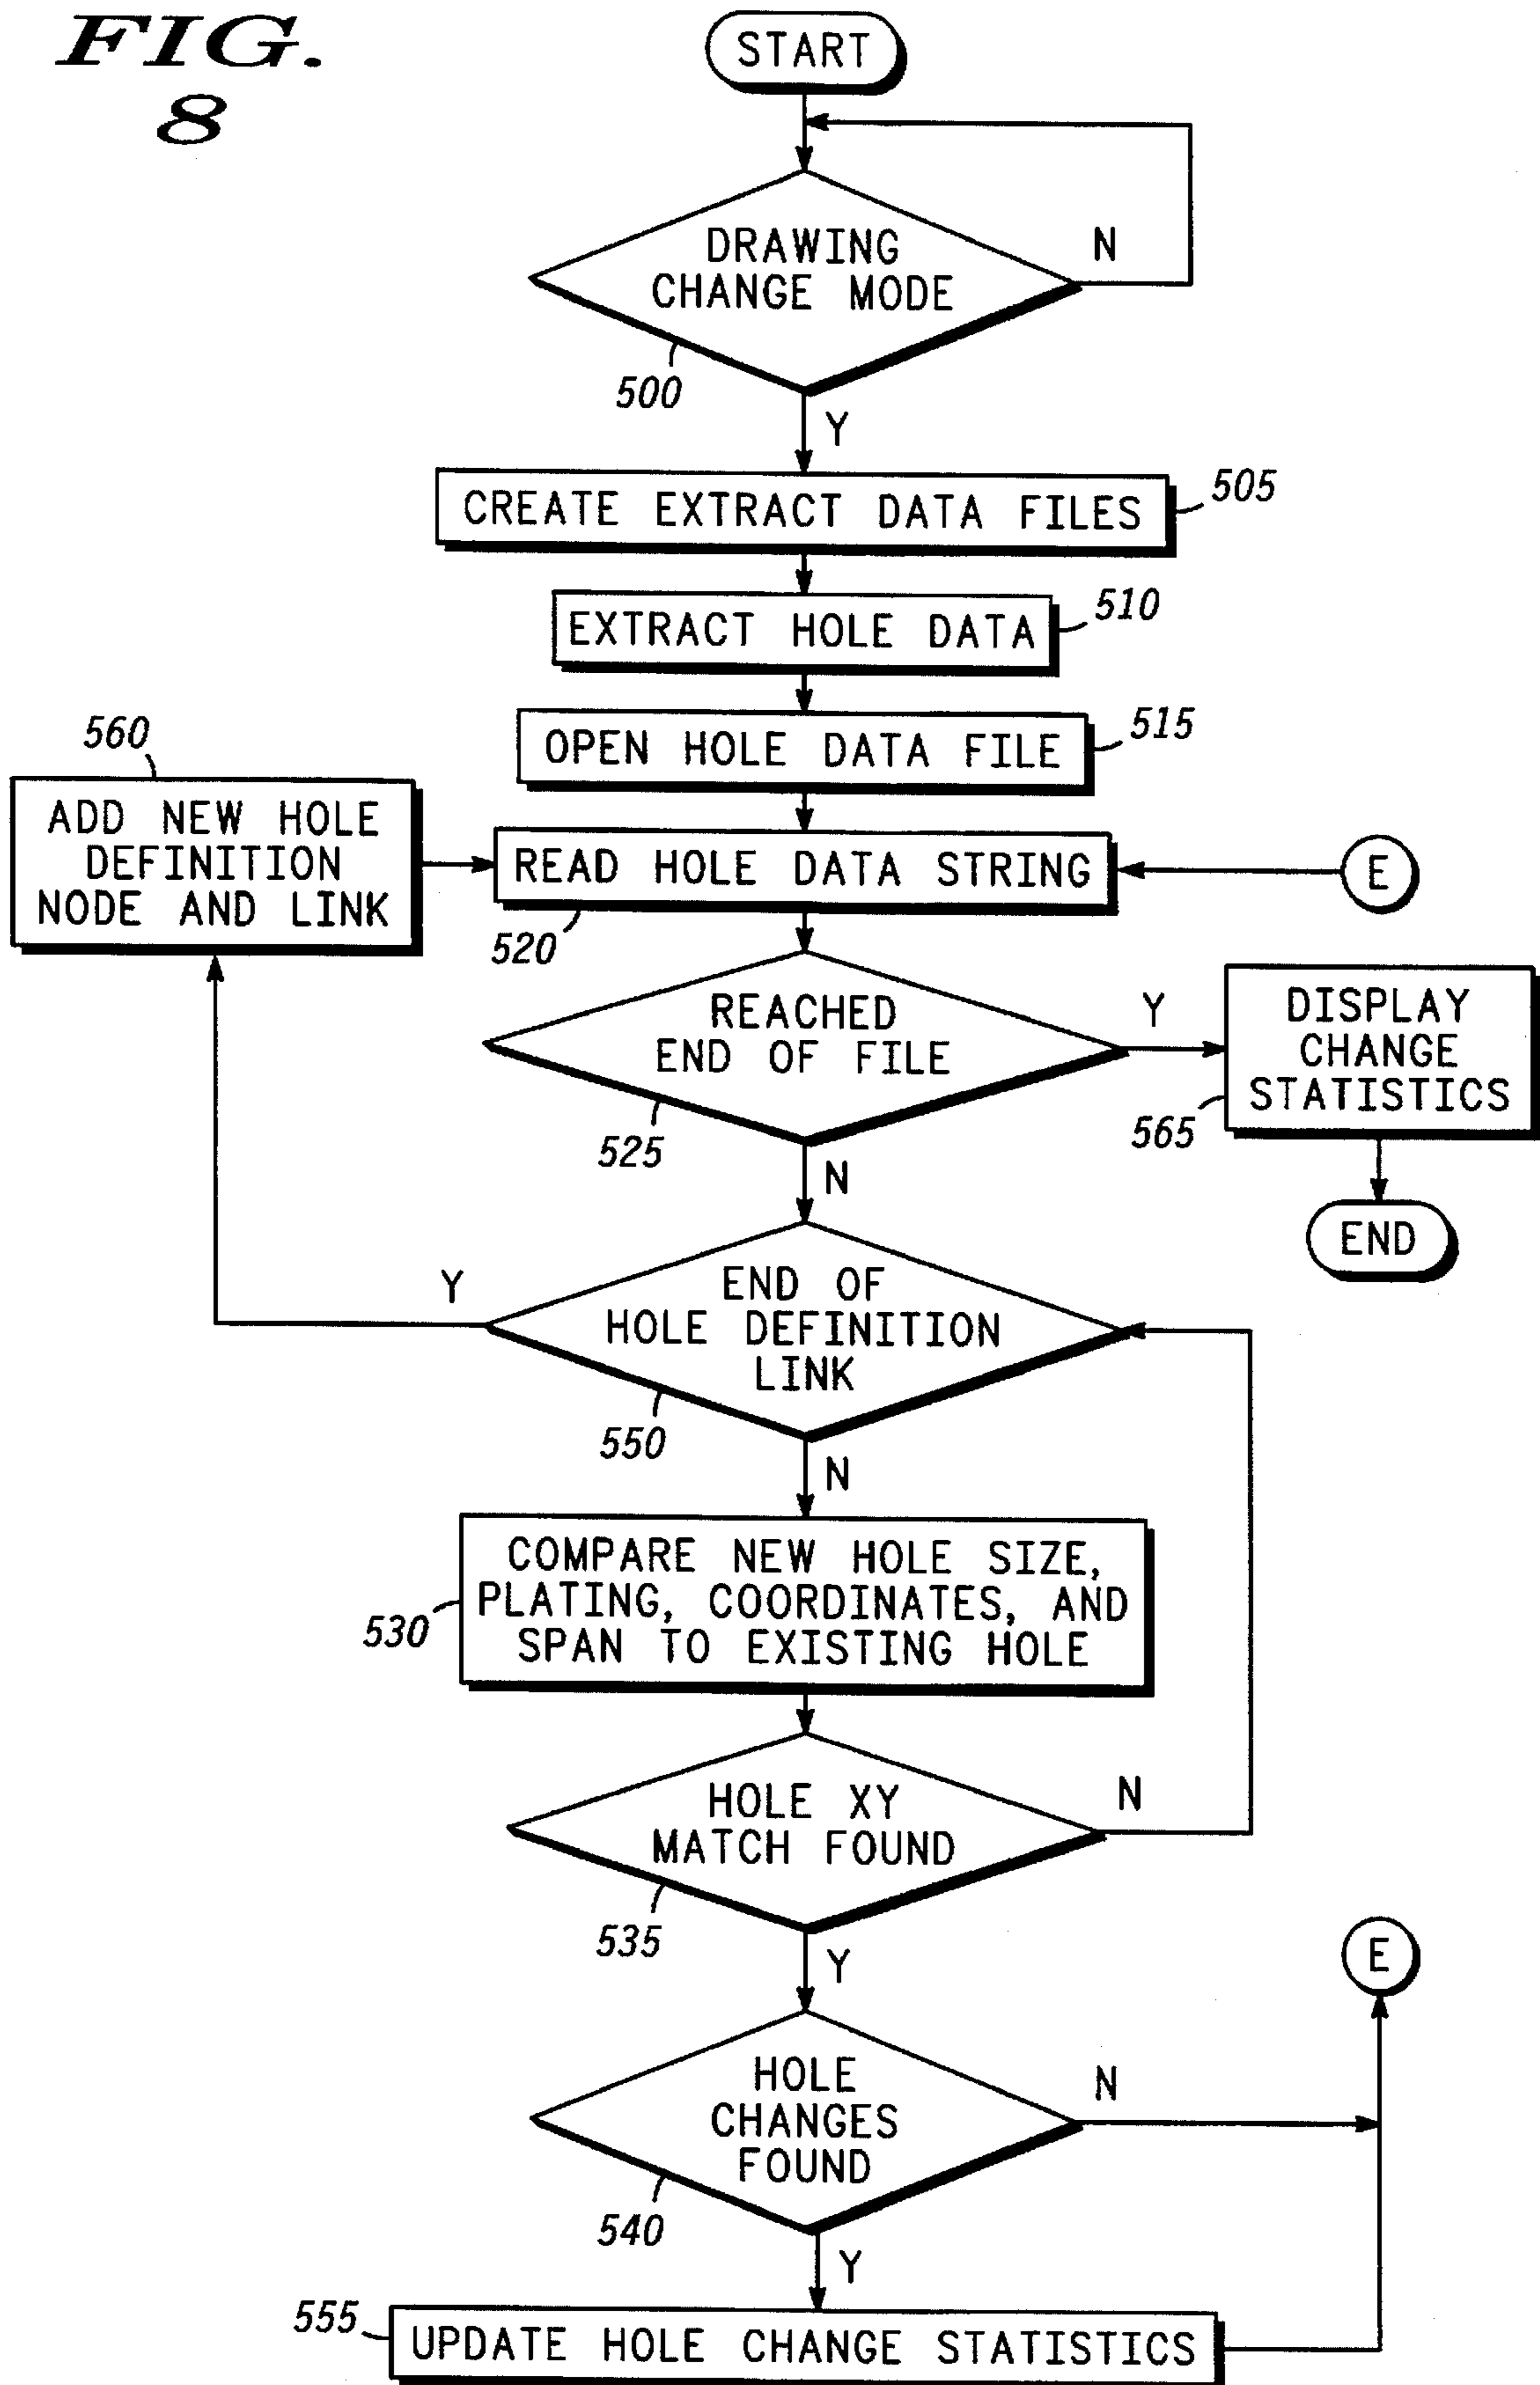 FIG.
8
START
DRAWING
CHANGE MODE
N
500
Y
CREATE EXTRACT DATA FILES
505
EXTRACT HOLE DATA
510
OPEN HOLE DATA FILE
515
560
ADD NEW HOLE
DEFINITION
NODE AND LINK
READ HOLE DATA STRING
520
E
REACHED
END OF FILE
525
Y
DISPLAY
CHANGE
STATISTICS
565
END
N
END OF
HOLE DEFINITION
LINK
Y
550
N
COMPARE NEW HOLE SIZE,
PLATING, COORDINATES, AND
SPAN TO EXISTING HOLE
530
HOLE XY
MATCH FOUND
N
535
Y
E
HOLE
CHANGES
FOUND
N
540
Y
555
UPDATE HOLE CHANGE STATISTICS